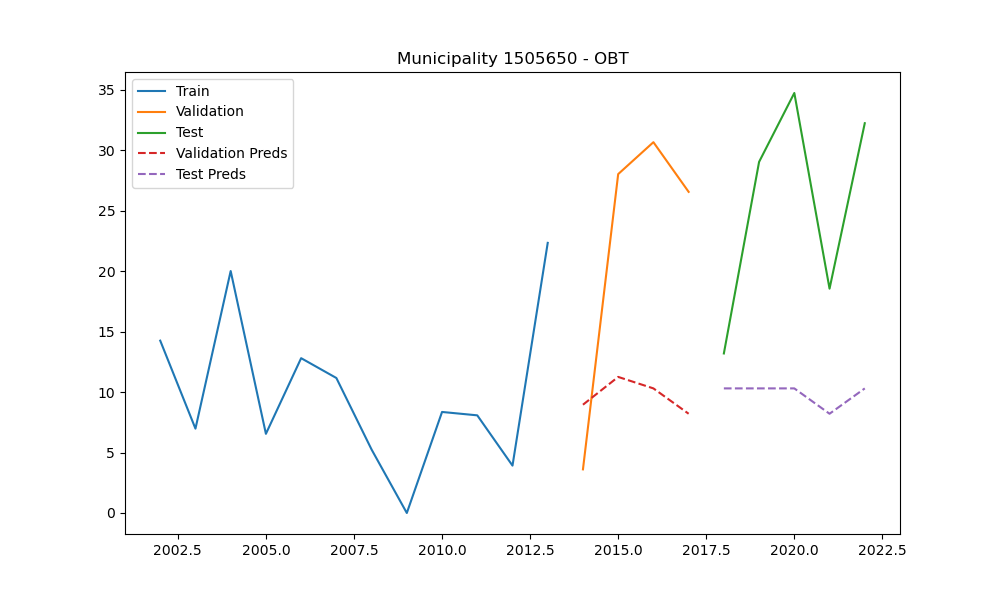 Municipality 1505650 - OBT
Train
Validation
Test
Validation Preds
Test Preds
35
30
25
20
15
10
5
0
2002.5 2005.0 2007.5 2010.0 2012.5 2015.0 2017.5 2020.0 2022.5